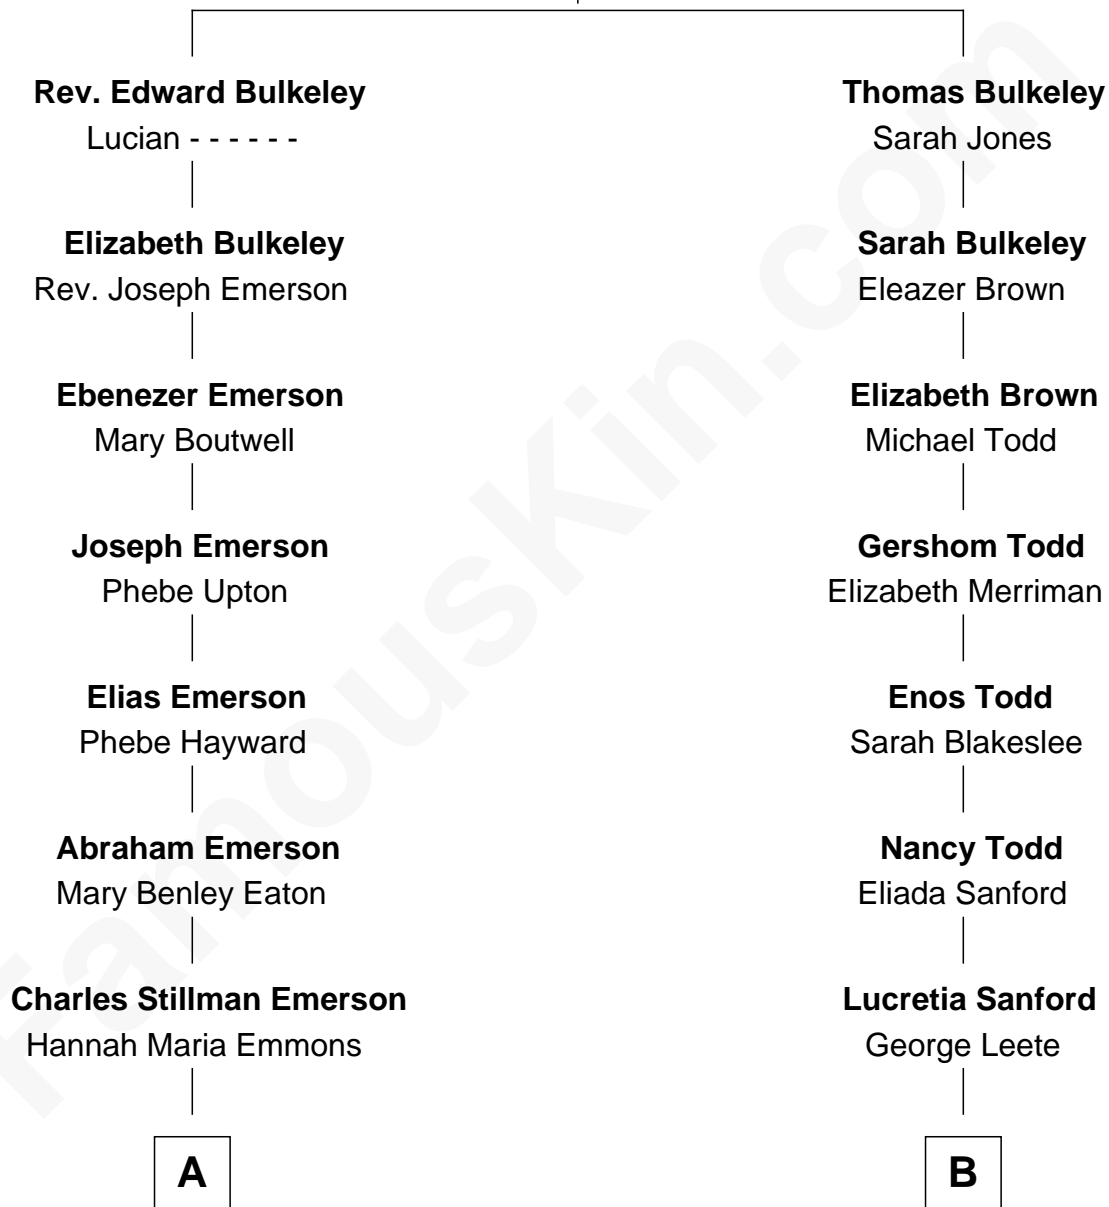 Rev. Edward Bulkeley
Lucian - - - - - -
Thomas Bulkeley
Sarah Jones
Elizabeth Bulkeley
Rev. Joseph Emerson
Sarah Bulkeley
Eleazer Brown
Ebenezer Emerson
Mary Boutwell
Elizabeth Brown
Michael Todd
Joseph Emerson
Phebe Upton
Gershom Todd
Elizabeth Merriman
Elias Emerson
Phebe Hayward
Enos Todd
Sarah Blakeslee
Abraham Emerson
Mary Benley Eaton
Nancy Todd
Eliada Sanford
Charles Stillman Emerson
Hannah Maria Emmons
Lucretia Sanford
George Leete
A
B
FamousKin.com